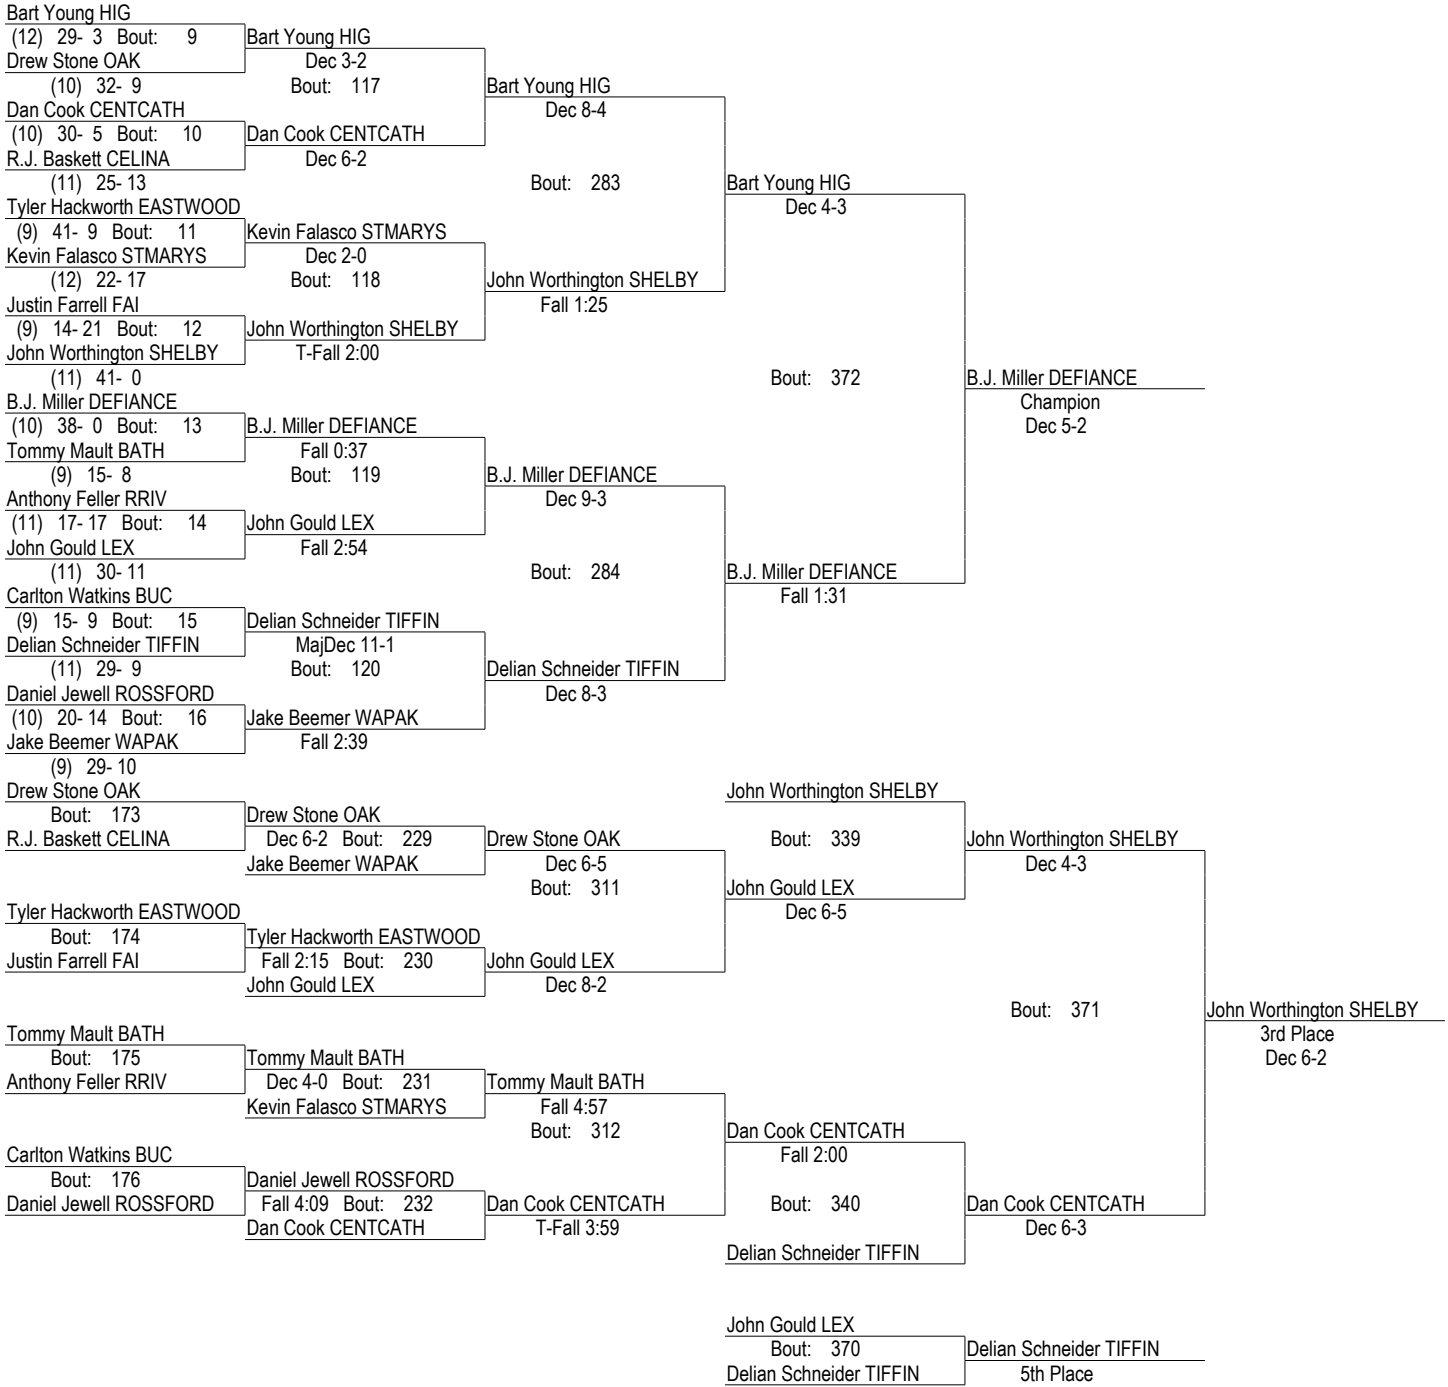 Bart Young HIG
(12) 29- 3 Bout: 9 Bart Young HIG
Drew Stone OAK Dec 3-2
(10) 32- 9 Bout: 117 Bart Young HIG
Dan Cook CENTCATH Dec 8-4
(10) 30- 5 Bout: 10 Dan Cook CENTCATH
R.J. Baskett CELINA Dec 6-2
(11) 25- 13 Bout: 283 Bart Young HIG
Tyler Hackworth EASTWOOD Dec 4-3
(9) 41- 9 Bout: 11 Kevin Falasco STMARYS
Kevin Falasco STMARYS Dec 2-0
(12) 22- 17 Bout: 118 John Worthington SHELBY
Justin Farrell FAI Fall 1:25
(9) 14- 21 Bout: 12 John Worthington SHELBY
John Worthington SHELBY T-Fall 2:00
(11) 41- 0 Bout: 372 B.J. Miller DEFIANCE
B.J. Miller DEFIANCE Champion
(10) 38- 0 Bout: 13 B.J. Miller DEFIANCE Dec 5-2
Tommy Mault BATH Fall 0:37
(9) 15- 8 Bout: 119 B.J. Miller DEFIANCE
Anthony Feller RRIV Dec 9-3
(11) 17- 17 Bout: 14 John Gould LEX
John Gould LEX Fall 2:54
(11) 30- 11 Bout: 284 B.J. Miller DEFIANCE
Carlton Watkins BUC Fall 1:31
(9) 15- 9 Bout: 15 Delian Schneider TIFFIN
Delian Schneider TIFFIN MajDec 11-1
(11) 29- 9 Bout: 120 Delian Schneider TIFFIN
Daniel Jewell ROSSFORD Dec 8-3
(10) 20- 14 Bout: 16 Jake Beemer WAPAK
Jake Beemer WAPAK Fall 2:39
(9) 29- 10
Drew Stone OAK John Worthington SHELBY
Bout: 173 Drew Stone OAK
R.J. Baskett CELINA Dec 6-2 Bout: 229 Drew Stone OAK Bout: 339 John Worthington SHELBY
Jake Beemer WAPAK Dec 6-5 Dec 4-3
Bout: 311 John Gould LEX
Tyler Hackworth EASTWOOD Dec 6-5
Bout: 174 Tyler Hackworth EASTWOOD
Justin Farrell FAI Fall 2:15 Bout: 230 John Gould LEX
John Gould LEX Dec 8-2
Bout: 371 John Worthington SHELBY
Tommy Mault BATH 3rd Place
Bout: 175 Tommy Mault BATH Dec 6-2
Anthony Feller RRIV Dec 4-0 Bout: 231 Tommy Mault BATH
Kevin Falasco STMARYS Fall 4:57
Bout: 312 Dan Cook CENTCATH
Carlton Watkins BUC Fall 2:00
Bout: 176 Daniel Jewell ROSSFORD
Daniel Jewell ROSSFORD Fall 4:09 Bout: 232 Dan Cook CENTCATH Bout: 340 Dan Cook CENTCATH
Dan Cook CENTCATH T-Fall 3:59 Dec 6-3
Delian Schneider TIFFIN
John Gould LEX
Bout: 370 Delian Schneider TIFFIN
Delian Schneider TIFFIN 5th Place